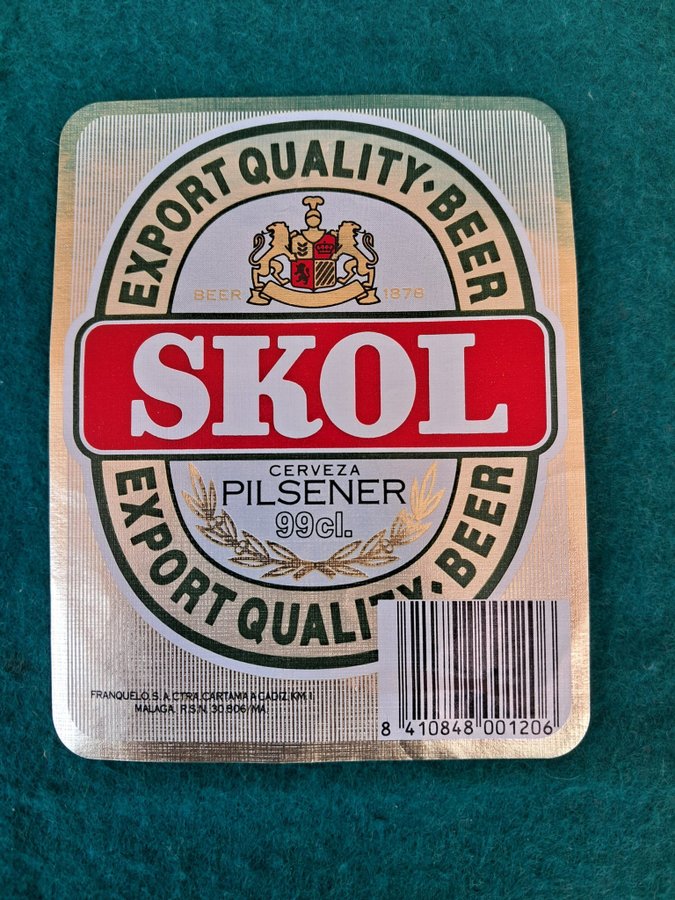 EXPORT QUALITY • BEER
BEER 1878
SKOL
CERVEZA
PILSENER
99cl.
EXPORT QUALITY • BEER
FRANQUELO, S. A. CTRA. CARTAMA A CADIZ, KM. 1
MALAGA R.S.N. 30.806/MA
8 410848 001206